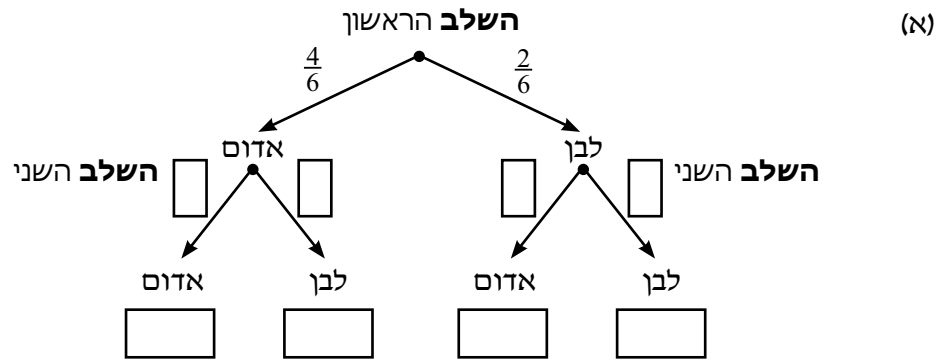 (א)
השלב הראשון
4/6 2/6
אדום לבן
השלב השני השלב השני
אדום לבן אדום לבן